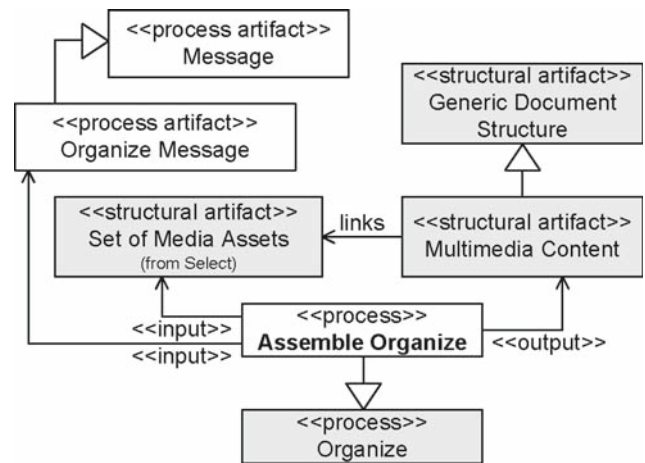 <<process artifact>>
Message
<<structural artifact>>
Generic Document
Structure
<<process artifact>>
Organize Message
<<structural artifact>>
Set of Media Assets
(from Select)
links
<<structural artifact>>
Multimedia Content
<<input>>
<<input>>
<<process>>
Assemble Organize
<<output>>
<<process>>
Organize